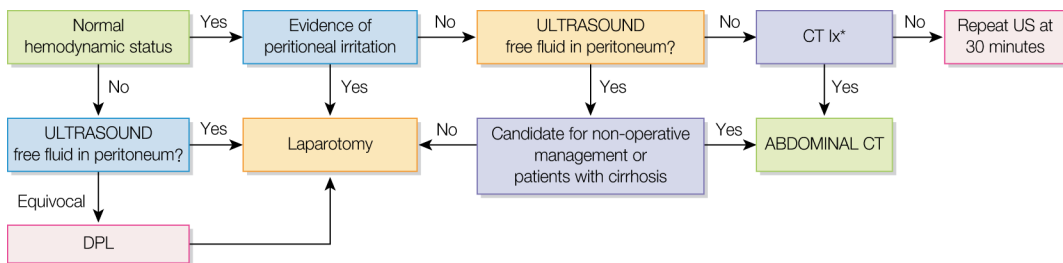 Normal
hemodynamic status
Yes
Evidence of
peritioneal irritation
No
ULTRASOUND
free fluid in peritoneum?
No
CT Ix*
No
Repeat US at
30 minutes
No
Yes
Yes
Yes
ULTRASOUND
free fluid in peritoneum?
Yes
Laparotomy
No
Candidate for non-operative
management or
patients with cirrhosis
Yes
ABDOMINAL CT
Equivocal
DPL